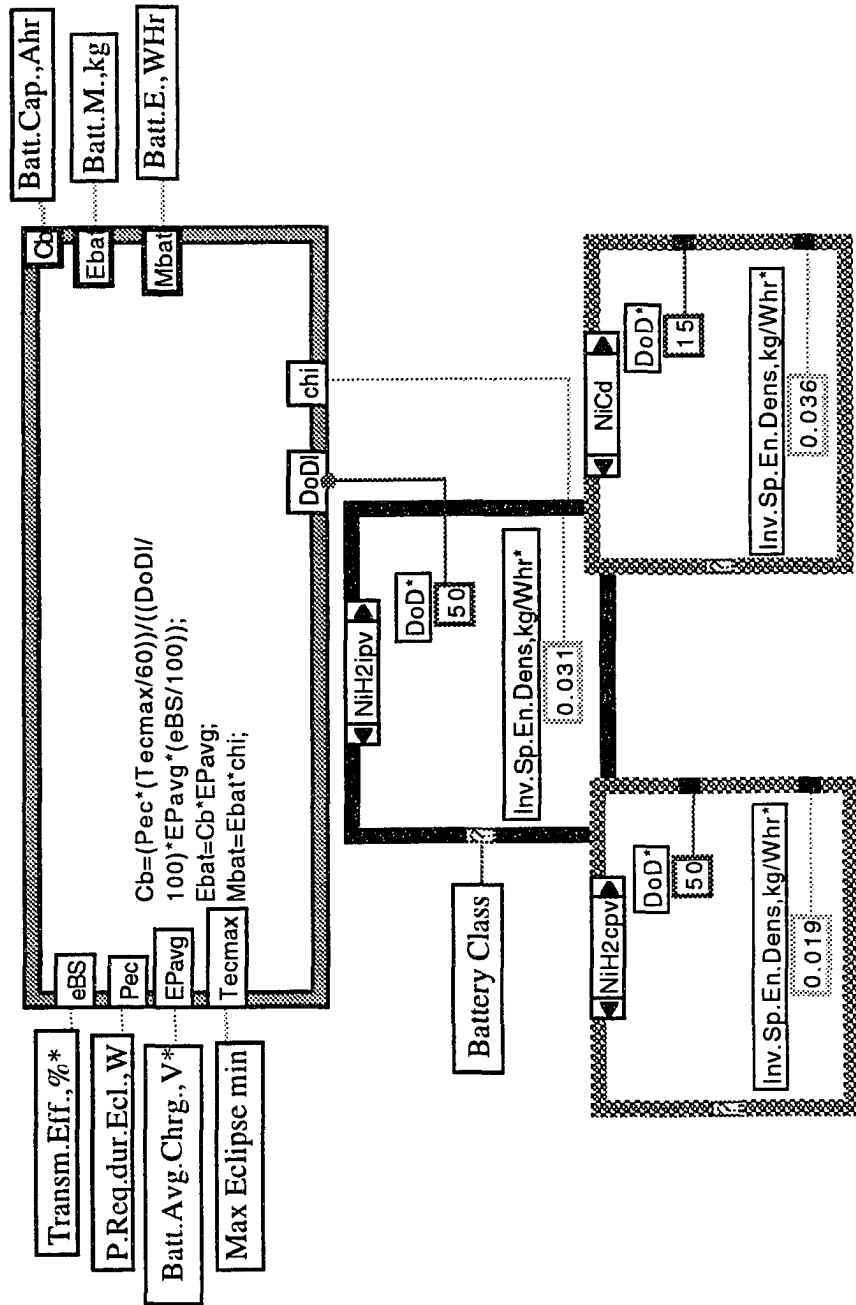 Transm.Eff.,%*
P.Req.dur.Ecl.,W
Batt.Avg.Chrg.,V*
Max Eclipse min
eBS
Pec
EPavg
Tecmax
Cb=(Pec*(Tecmax/60))/((DoDl/
100)*EPavg*(eBS/100));
Ebat=Cb*EPavg;
Mbat=Ebat*chi;
Cb
Ebat
Mbat
Batt.Cap.,Ahr
Batt.M.,kg
Batt.E.,WHr
DoDl
chi
Battery Class
NiH2ipv
DoD*
50
Inv.Sp.En.Dens,kg/Whr*
0.031
NiH2cpv
DoD*
50
Inv.Sp.En.Dens,kg/Whr*
0.019
NiCd
DoD*
15
Inv.Sp.En.Dens,kg/Whr*
0.036